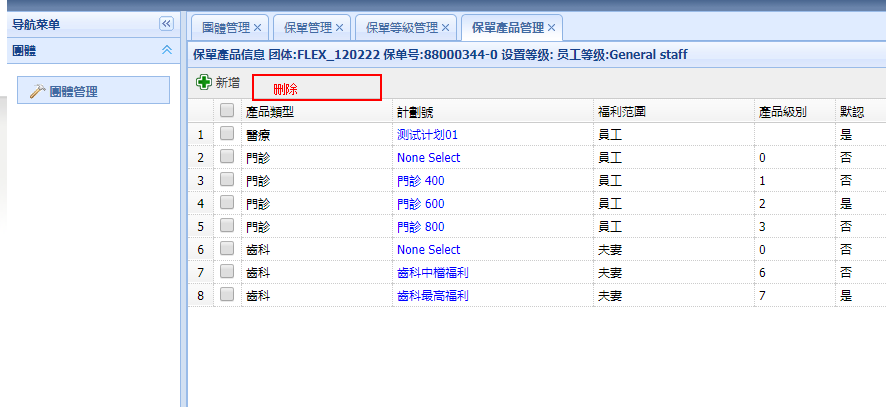 导航菜单
團體
團體管理
團體管理 保單管理 保單等級管理 保單產品管理
保單產品信息 团体:FLEX_120222 保单号:88000344-0 设置等级: 员工等级:General staff
新增 刪除
產品類型 計劃號 福利范圍 產品級別 默認
1 醫療 测试计划01 員工 是
2 門診 None Select 員工 0 否
3 門診 門診 400 員工 1 否
4 門診 門診 600 員工 2 是
5 門診 門診 800 員工 3 否
6 齒科 None Select 夫妻 0 否
7 齒科 齒科中檔福利 夫妻 6 否
8 齒科 齒科最高福利 夫妻 7 是